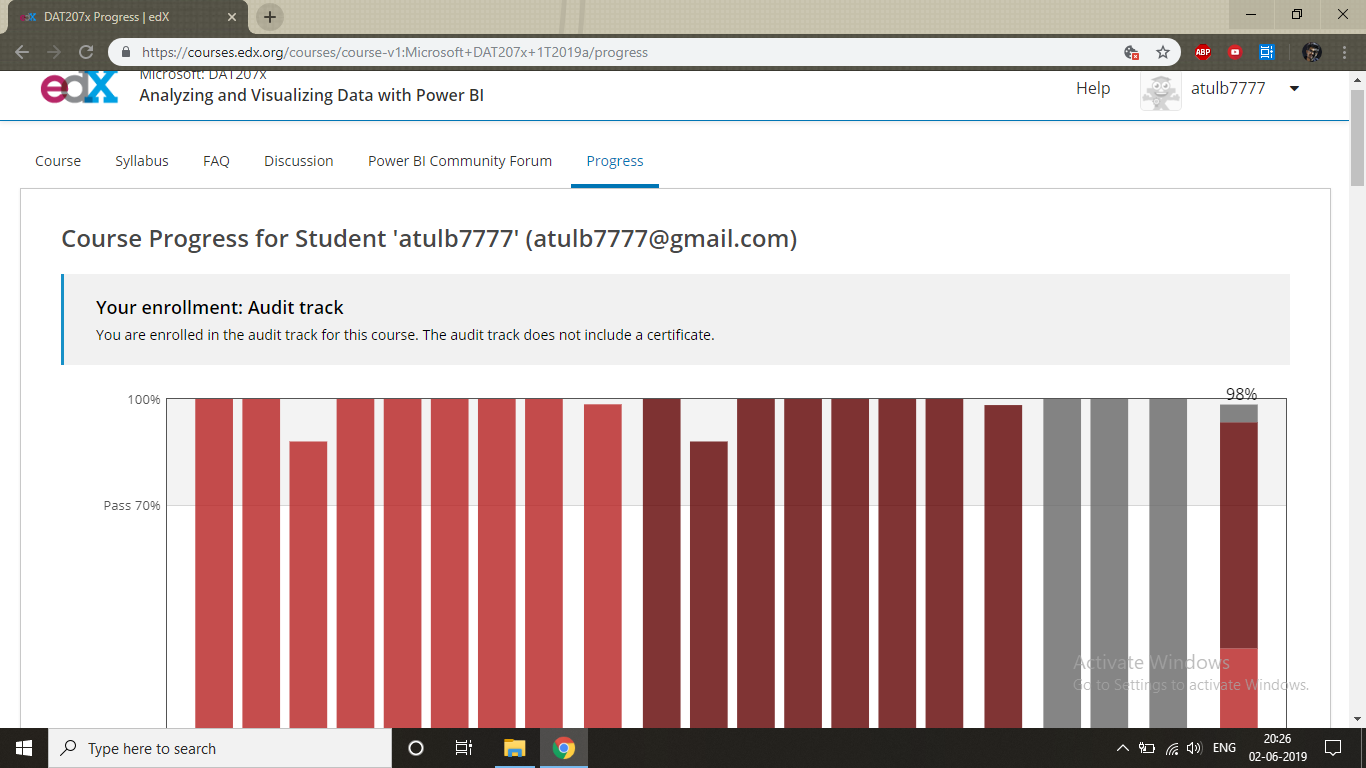 edX DAT207x Progress | edX
https://courses.edx.org/courses/course-v1:Microsoft+DAT207x+1T2019a/progress
ABP
edX
Microsoft: DAT207x
Analyzing and Visualizing Data with Power BI
Help
atulb7777
Course Syllabus FAQ Discussion Power BI Community Forum Progress
Course Progress for Student 'atulb7777' (atulb7777@gmail.com)
Your enrollment: Audit track
You are enrolled in the audit track for this course. The audit track does not include a certificate.
98%
100%
Pass 70%
Activate Windows
Go to Settings to activate Windows.
Type here to search
ENG
20:26
02-06-2019